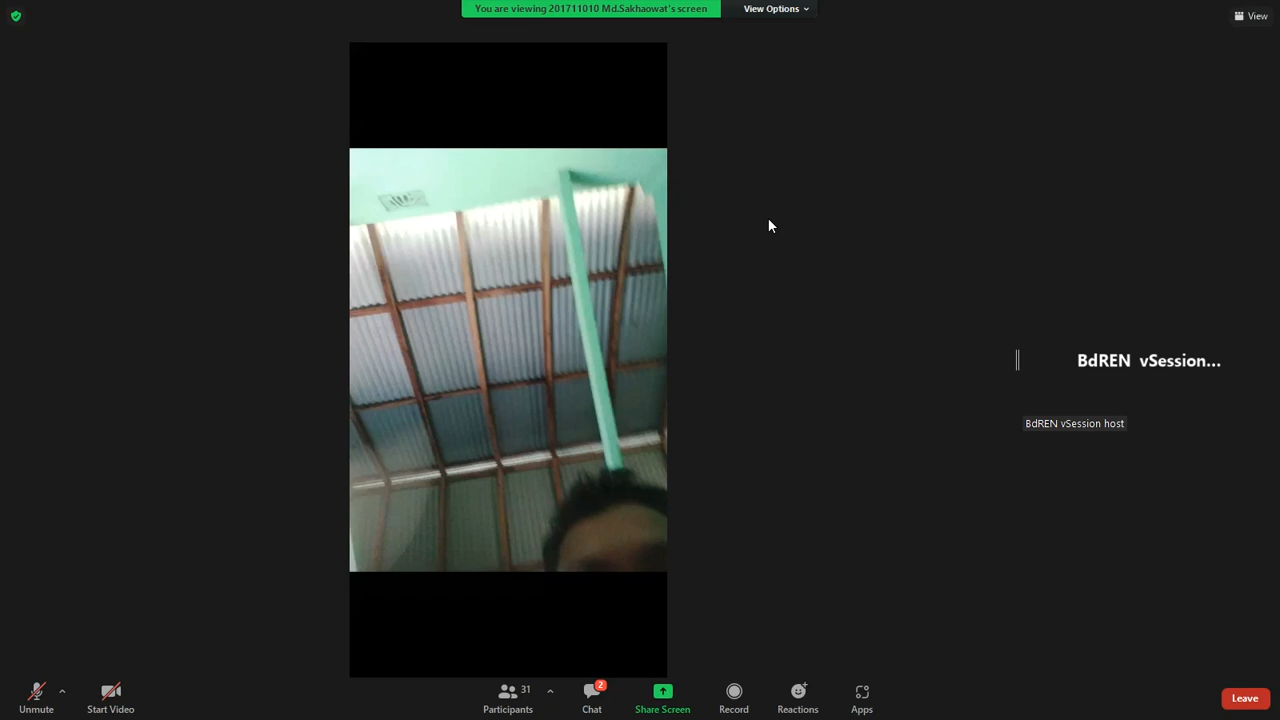 You are viewing 201711010 Md.Sakhaowat's screen
View Options
View
BdREN vSession...
BdREN vSession host
Unmute
Start Video
31
Participants
2
Chat
Share Screen
Record
Reactions
Apps
Leave